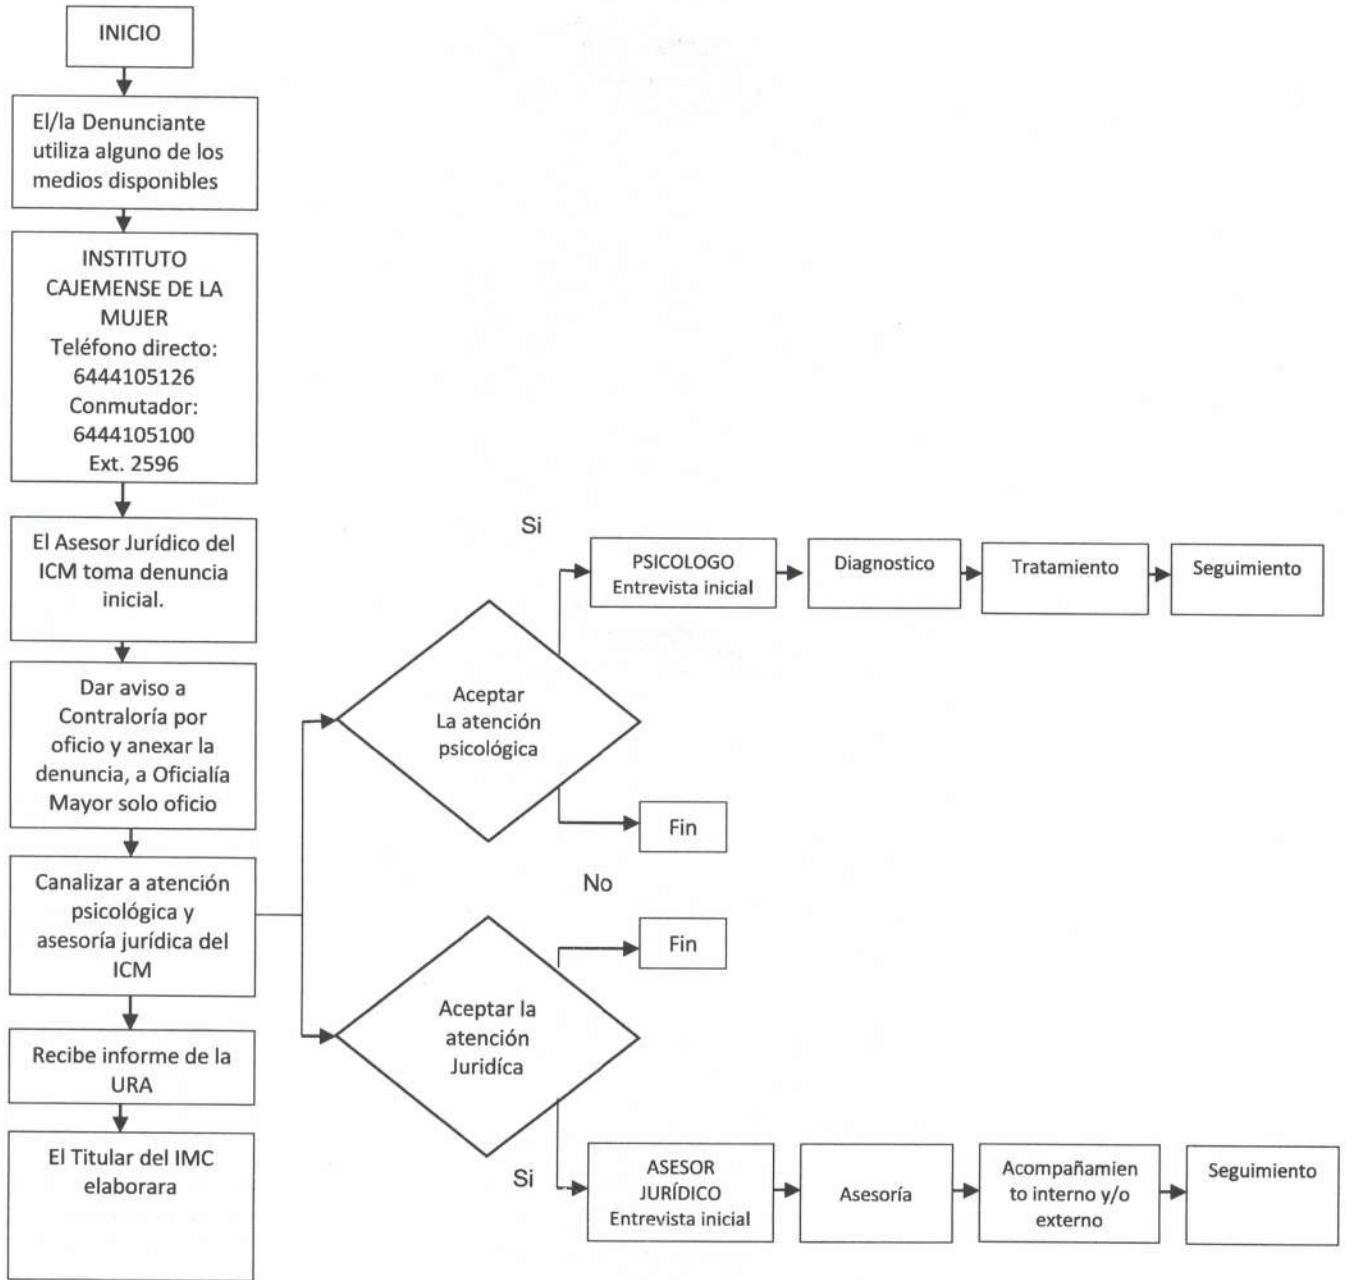 INICIO
El/la Denunciante
utiliza alguno de los
medios disponibles
INSTITUTO
CAJEMENSE DE LA
MUJER
Teléfono directo:
6444105126
Conmutador:
6444105100
Ext. 2596
El Asesor Jurídico del
ICM toma denuncia
inicial.
Dar aviso a
Contraloría por
oficio y anexar la
denuncia, a Oficialía
Mayor solo oficio
Canalizar a atención
psicológica y
asesoría jurídica del
ICM
Recibe informe de la
URA
El Titular del IMC
elaborara
Aceptar
La atención
psicológica
Si
PSICOLOGO
Entrevista inicial
Diagnostico
Tratamiento
Seguimiento
Fin
No
Fin
Aceptar la
atención
Juridíca
Si
ASESOR
JURÍDICO
Entrevista inicial
Asesoría
Acompañamien
to interno y/o
externo
Seguimiento